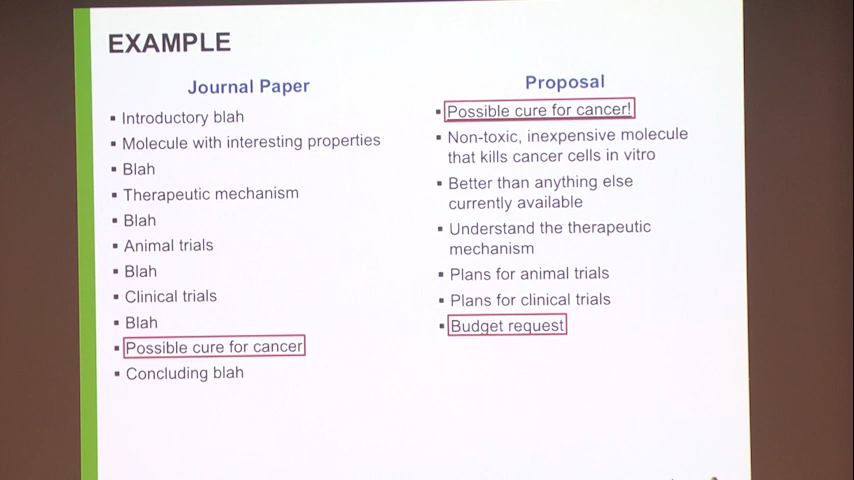 EXAMPLE
Journal Paper
▪ Introductory blah
▪ Molecule with interesting properties
▪ Blah
▪ Therapeutic mechanism
▪ Blah
▪ Animal trials
▪ Blah
▪ Clinical trials
▪ Blah
▪ Possible cure for cancer
▪ Concluding blah
Proposal
▪ Possible cure for cancer!
▪ Non-toxic, inexpensive molecule
that kills cancer cells in vitro
▪ Better than anything else
currently available
▪ Understand the therapeutic
mechanism
▪ Plans for animal trials
▪ Plans for clinical trials
▪ Budget request